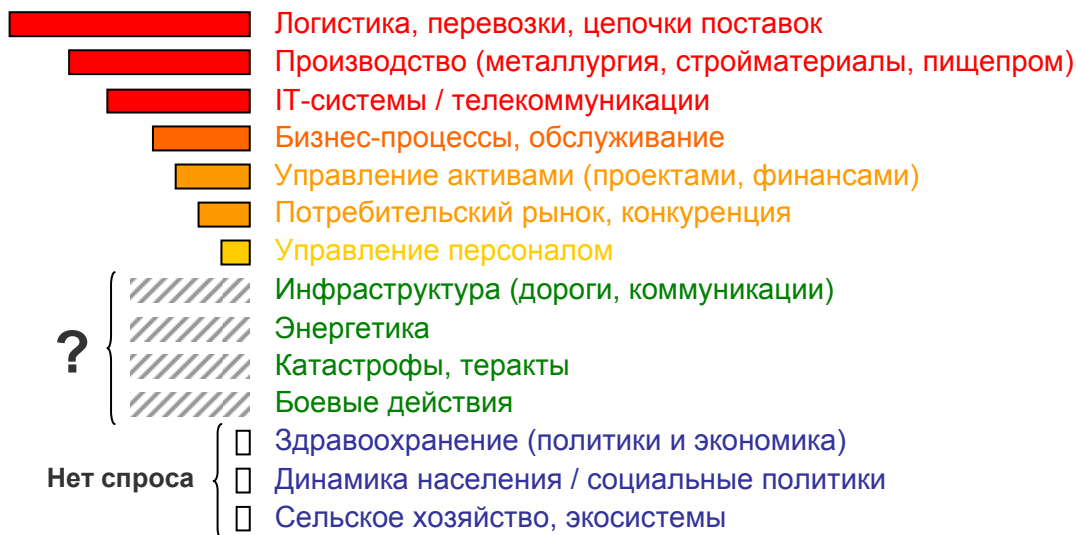 Логистика, перевозки, цепочки поставок
Производство (металлургия, стройматериалы, пищепром)
IT-системы / телекоммуникации
Бизнес-процессы, обслуживание
Управление активами (проектами, финансами)
Потребительский рынок, конкуренция
Управление персоналом
?
Инфраструктура (дороги, коммуникации)
Энергетика
Катастрофы, теракты
Боевые действия
Нет спроса
Здравоохранение (политики и экономика)
Динамика населения / социальные политики
Сельское хозяйство, экосистемы